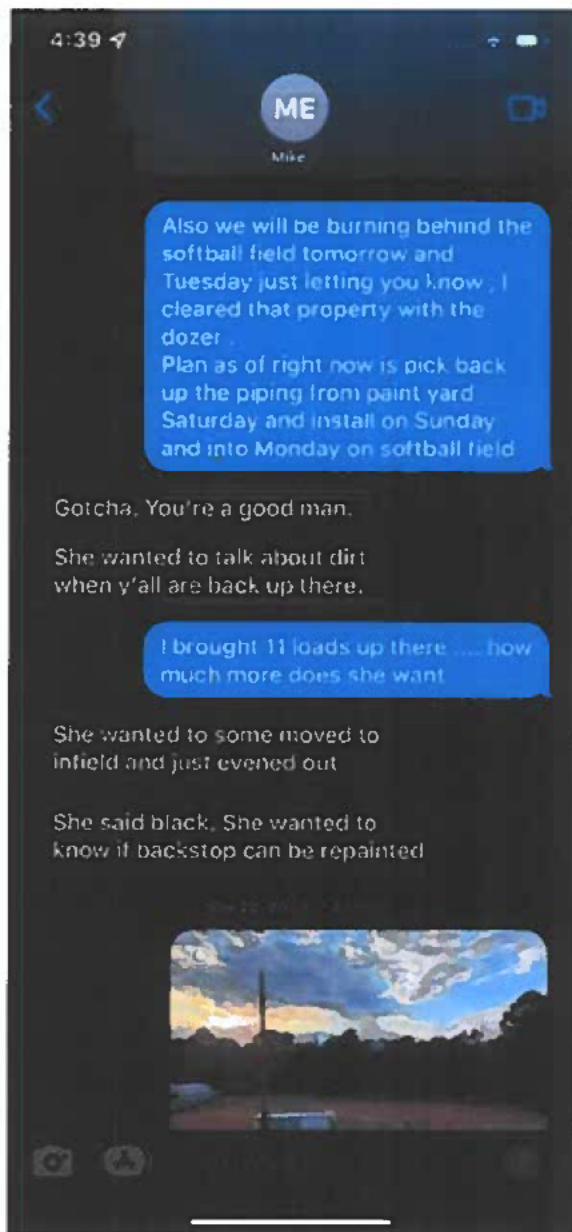 4:39
ME
Mike
Also we will be burning behind the
softball field tomorrow and
Tuesday just letting you know , I
cleared that property with the
dozer .
Plan as of right now is pick back
up the piping from paint yard
Saturday and install on Sunday
and into Monday on softball field
Gotcha. You're a good man.
She wanted to talk about dirt
when y'all are back up there.
I brought 11 loads up there .... how
much more does she want
She wanted to some moved to
infield and just evened out
She said black. She wanted to
know if backstop can be repainted